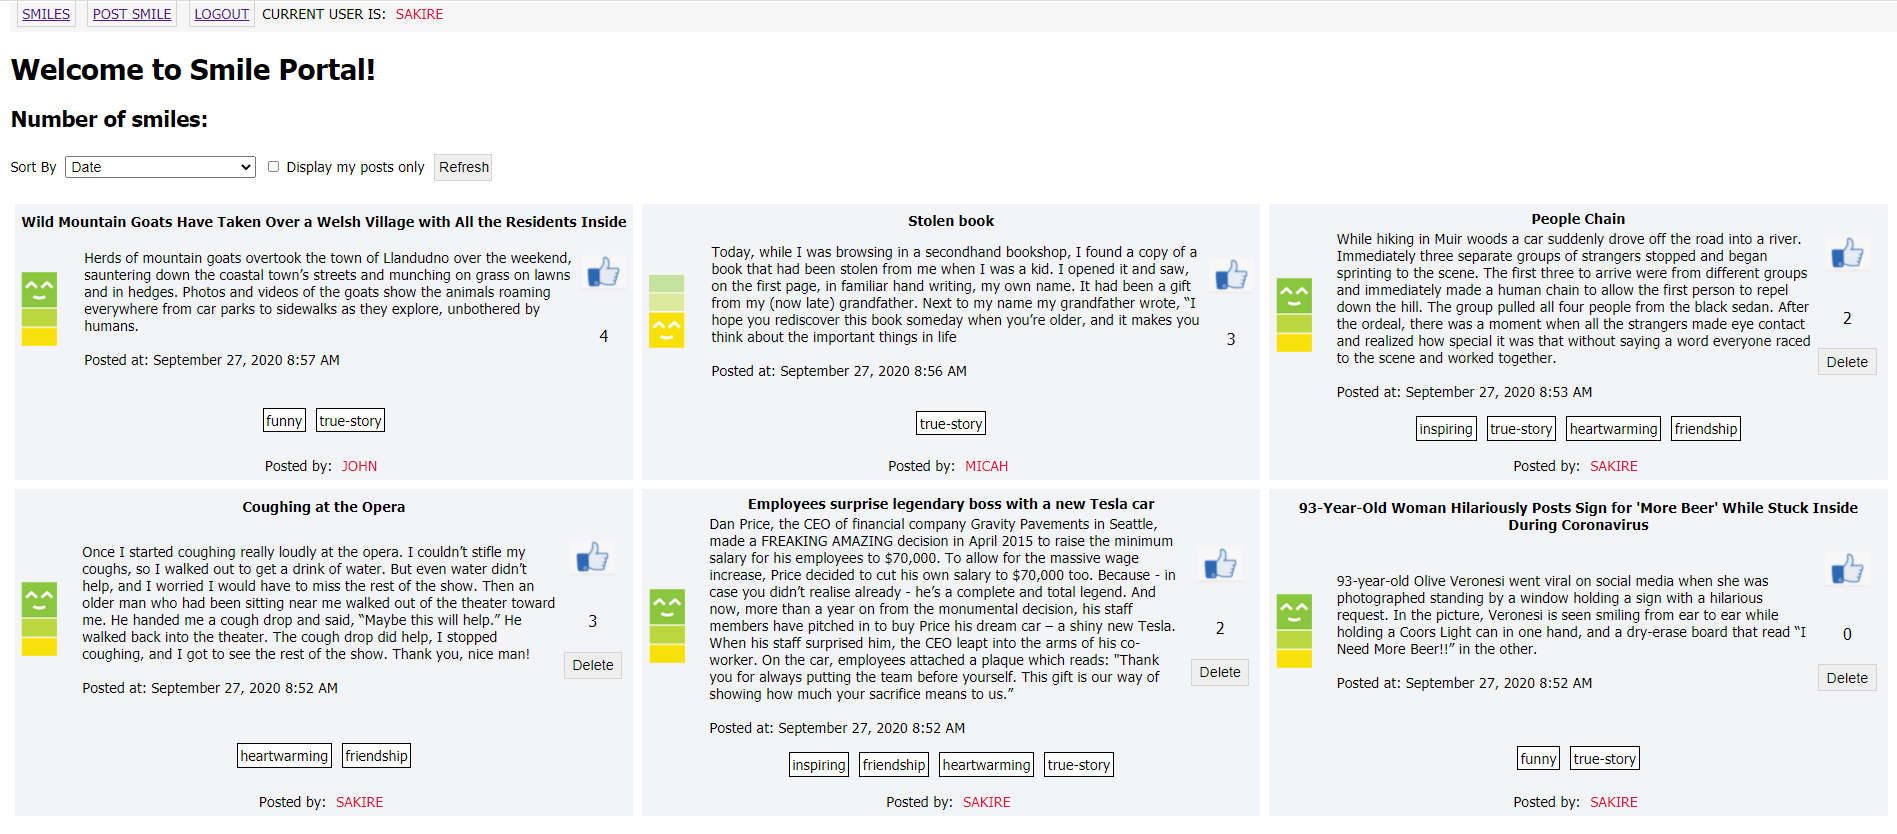 SMILES POST SMILE LOGOUT CURRENT USER IS: SAKIRE
Welcome to Smile Portal!
Number of smiles:
Sort By Date Display my posts only Refresh
Wild Mountain Goats Have Taken Over a Welsh Village with All the Residents Inside
Herds of mountain goats overtook the town of Llandudno over the weekend,
sauntering down the coastal town’s streets and munching on grass on lawns
and in hedges. Photos and videos of the goats show the animals roaming
everywhere from car parks to sidewalks as they explore, unbothered by
humans.
4
Posted at: September 27, 2020 8:57 AM
funny true-story
Posted by: JOHN
Stolen book
Today, while I was browsing in a secondhand bookshop, I found a copy of a
book that had been stolen from me when I was a kid. I opened it and saw,
on the first page, in familiar hand writing, my own name. It had been a gift
from my (now late) grandfather. Next to my name my grandfather wrote, “I
hope you rediscover this book someday when you’re older, and it makes you
think about the important things in life
3
Posted at: September 27, 2020 8:56 AM
true-story
Posted by: MICAH
People Chain
While hiking in Muir woods a car suddenly drove off the road into a river.
Immediately three separate groups of strangers stopped and began
sprinting to the scene. The first three to arrive were from different groups
and immediately made a human chain to allow the first person to repel
down the hill. The group pulled all four people from the black sedan. After
the ordeal, there was a moment when all the strangers made eye contact
and realized how special it was that without saying a word everyone raced
to the scene and worked together.
2
Delete
Posted at: September 27, 2020 8:53 AM
inspiring true-story heartwarming friendship
Posted by: SAKIRE
Coughing at the Opera
Once I started coughing really loudly at the opera. I couldn’t stifle my
coughs, so I walked out to get a drink of water. But even water didn’t
help, and I worried I would have to miss the rest of the show. Then an
older man who had been sitting near me walked out of the theater toward
me. He handed me a cough drop and said, “Maybe this will help.” He
walked back into the theater. The cough drop did help, I stopped
coughing, and I got to see the rest of the show. Thank you, nice man!
3
Delete
Posted at: September 27, 2020 8:52 AM
heartwarming friendship
Posted by: SAKIRE
Employees surprise legendary boss with a new Tesla car
Dan Price, the CEO of financial company Gravity Pavements in Seattle,
made a FREAKING AMAZING decision in April 2015 to raise the minimum
salary for his employees to $70,000. To allow for the massive wage
increase, Price decided to cut his own salary to $70,000 too. Because - in
case you didn’t realise already - he’s a complete and total legend. And
now, more than a year on from the monumental decision, his staff
members have pitched in to buy Price his dream car – a shiny new Tesla.
When his staff surprised him, the CEO leapt into the arms of his co-
worker. On the car, employees attached a plaque which reads: "Thank
you for always putting the team before yourself. This gift is our way of
showing how much your sacrifice means to us.”
2
Delete
Posted at: September 27, 2020 8:52 AM
inspiring friendship heartwarming true-story
Posted by: SAKIRE
93-Year-Old Woman Hilariously Posts Sign for 'More Beer' While Stuck Inside
During Coronavirus
93-year-old Olive Veronesi went viral on social media when she was
photographed standing by a window holding a sign with a hilarious
request. In the picture, Veronesi is seen smiling from ear to ear while
holding a Coors Light can in one hand, and a dry-erase board that read “I
Need More Beer!!” in the other.
0
Delete
Posted at: September 27, 2020 8:52 AM
funny true-story
Posted by: SAKIRE